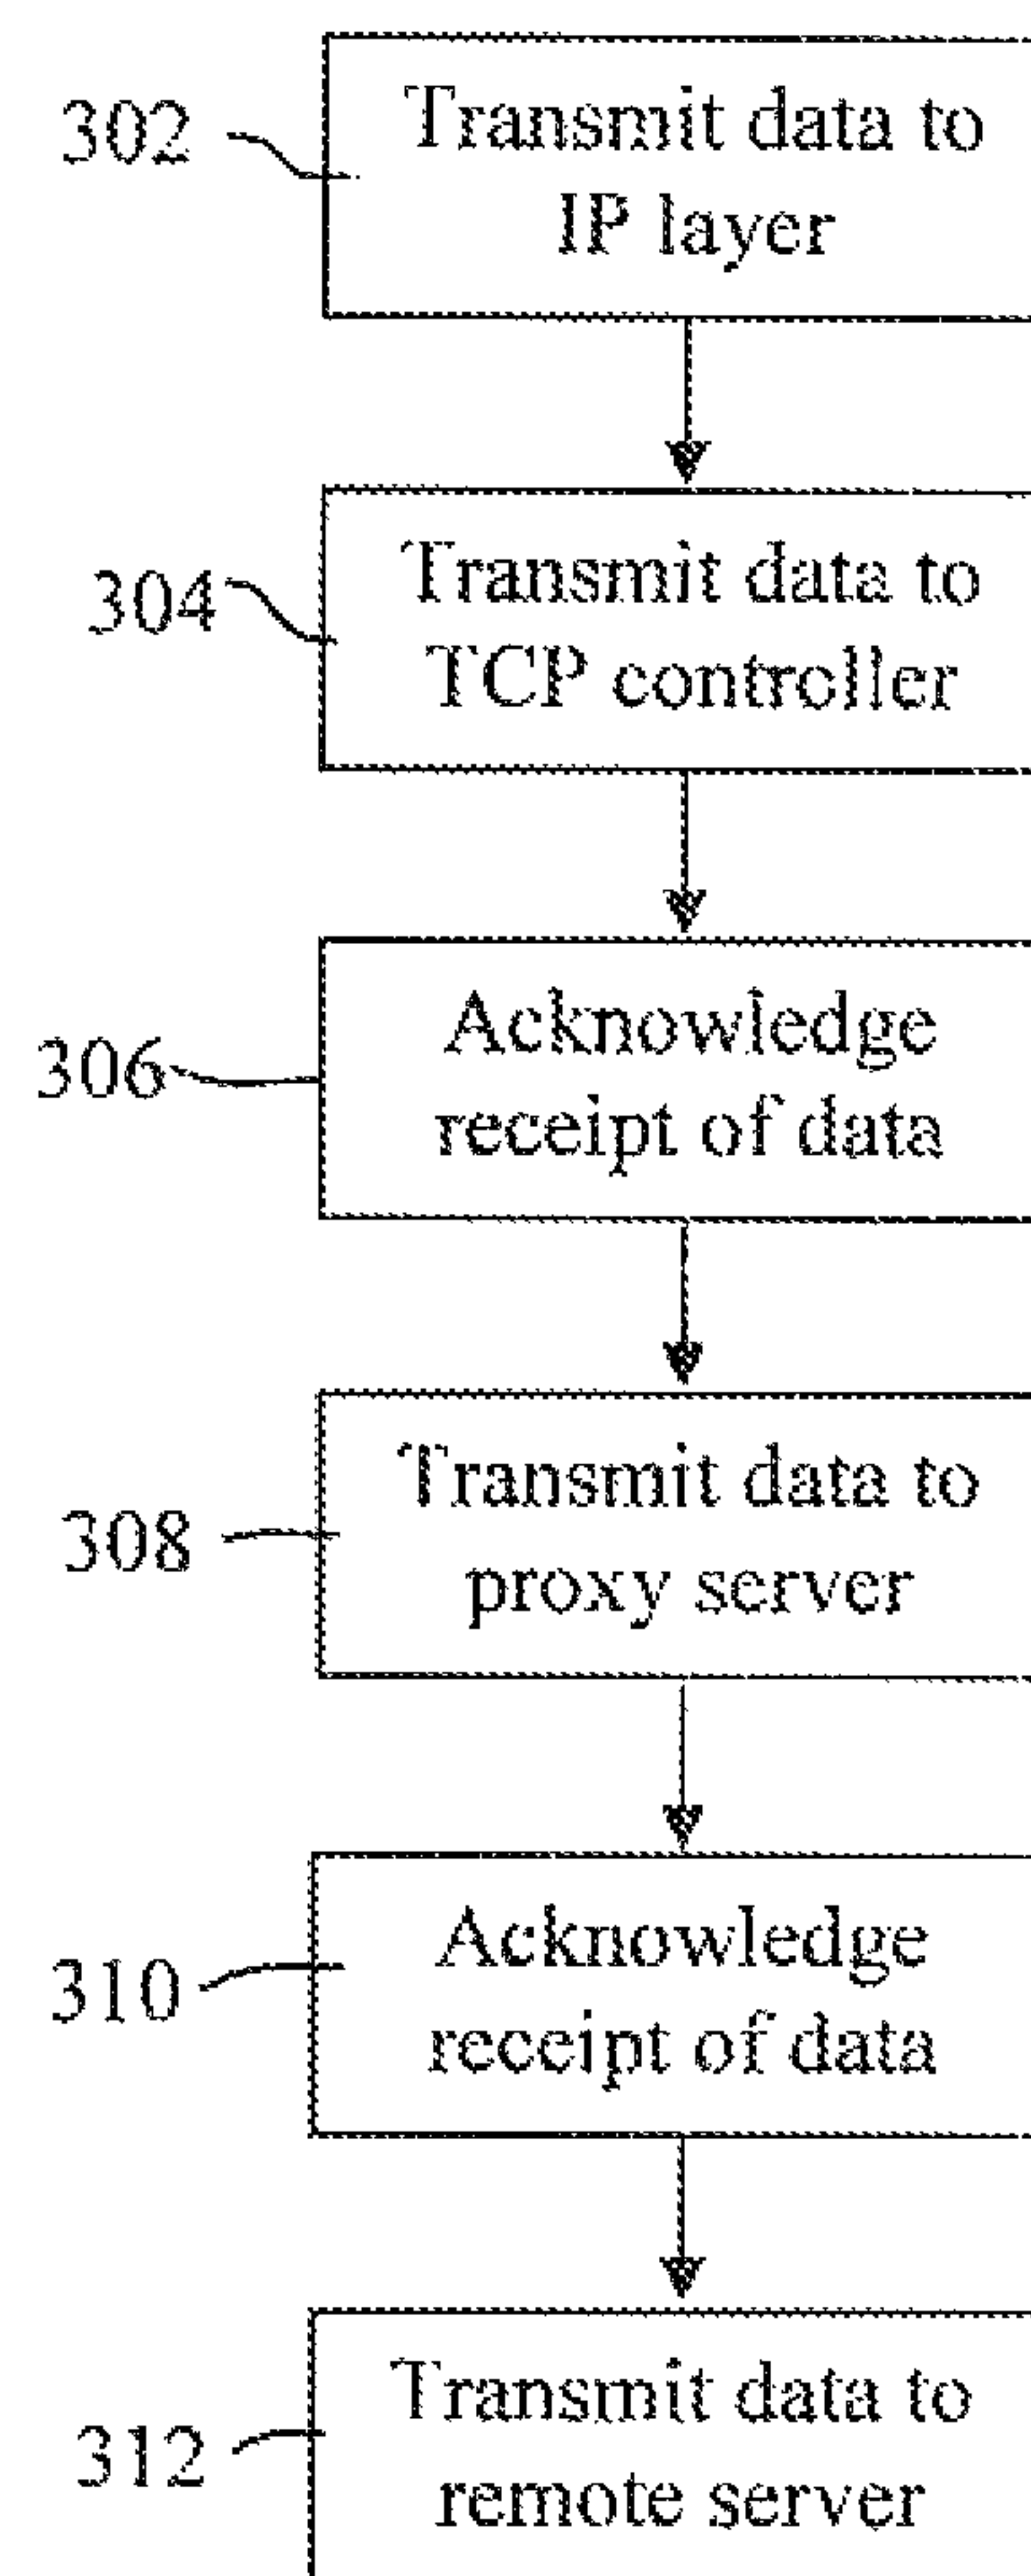 302
Transmit data to
IP layer
304
Transmit data to
TCP controller
306
Acknowledge
receipt of data
308
Transmit data to
proxy server
310
Acknowledge
receipt of data
312
Transmit data to
remote server